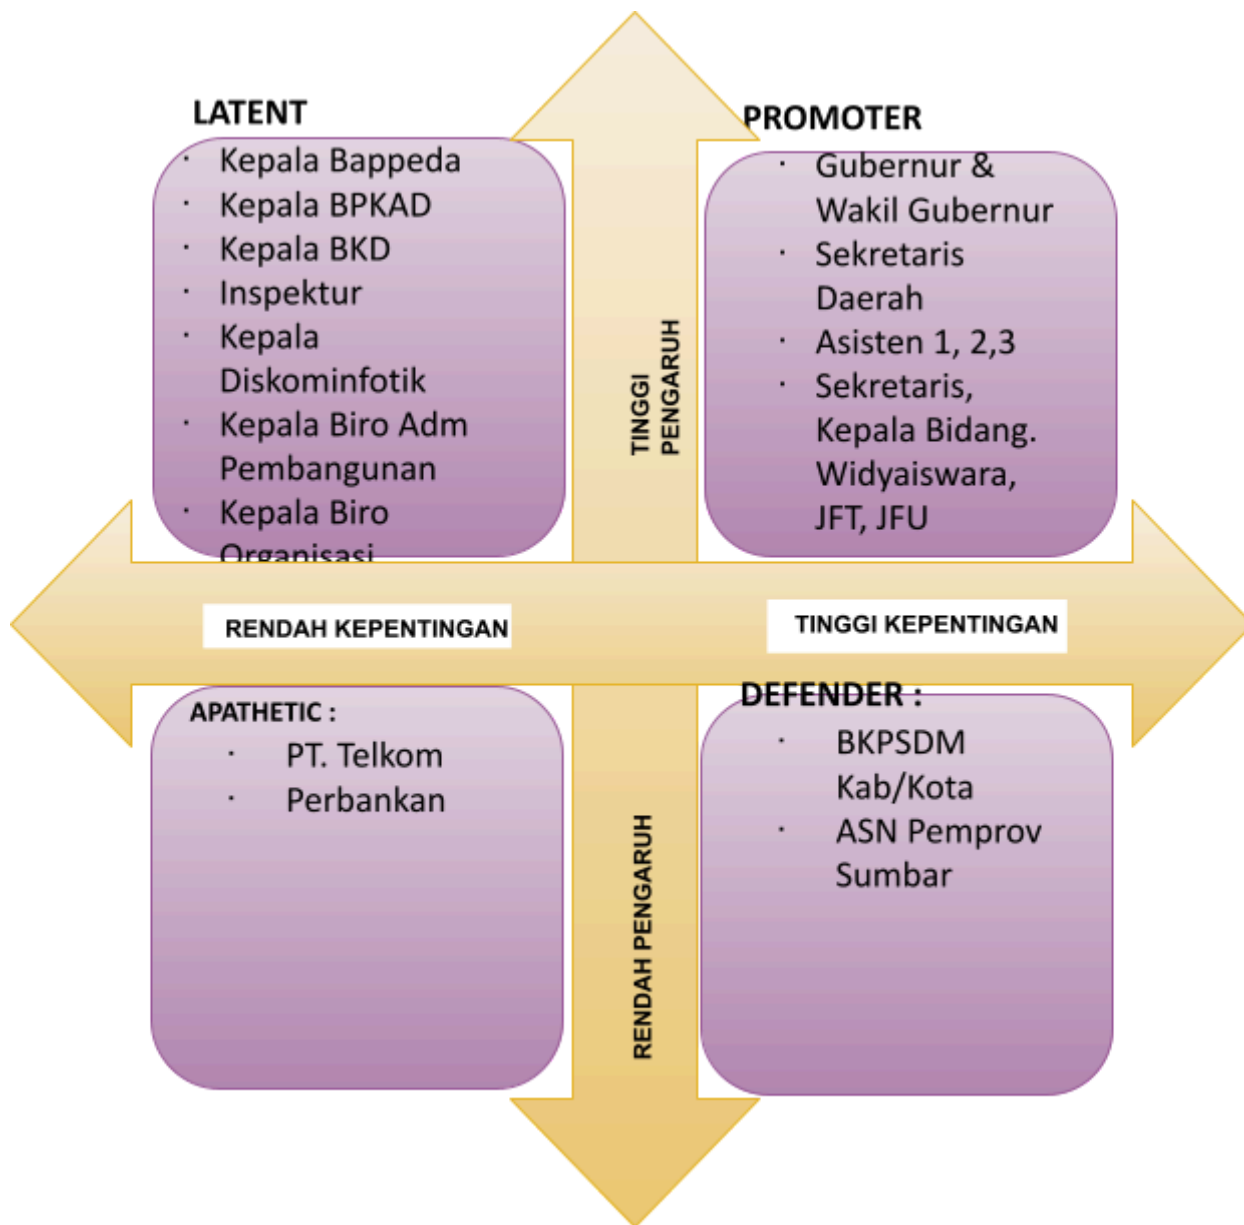 LATENT
· Kepala Bappeda
· Kepala BPKAD
· Kepala BKD
· Inspektur
· Kepala
Diskominfotik
· Kepala Biro Adm
Pembangunan
· Kepala Biro
Organisasi
PROMOTER
· Gubernur &
Wakil Gubernur
· Sekretaris
Daerah
· Asisten 1, 2,3
· Sekretaris,
Kepala Bidang.
Widyaiswara,
JFT, JFU
TINGGI
PENGARUH
RENDAH KEPENTINGAN
TINGGI KEPENTINGAN
APATHETIC :
· PT. Telkom
· Perbankan
DEFENDER :
· BKPSDM
Kab/Kota
· ASN Pemprov
Sumbar
RENDAH PENGARUH